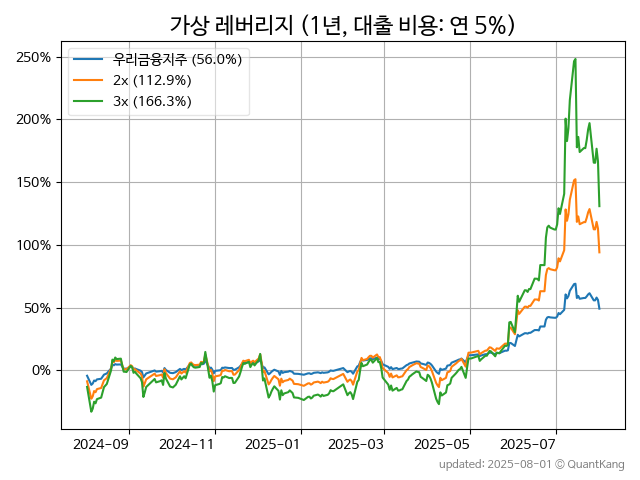 가상 레버리지 (1년, 대출 비용: 연 5%)
우리금융지주 (56.0%)
2x (112.9%)
3x (166.3%)
250%
200%
150%
100%
50%
0%
2024-09 2024-11 2025-01 2025-03 2025-05 2025-07
updated: 2025-08-01 © QuantKang